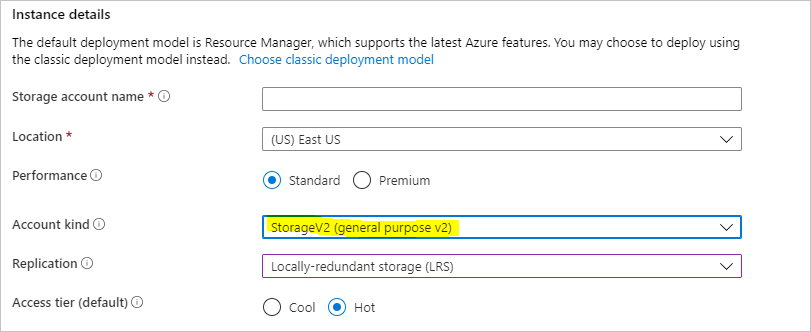 Instance details
The default deployment model is Resource Manager, which supports the latest Azure features. You may choose to deploy using
the classic deployment model instead. Choose classic deployment model
Storage account name *
Location * (US) East US
Performance Standard Premium
Account kind StorageV2 (general purpose v2)
Replication Locally-redundant storage (LRS)
Access tier (default) Cool Hot